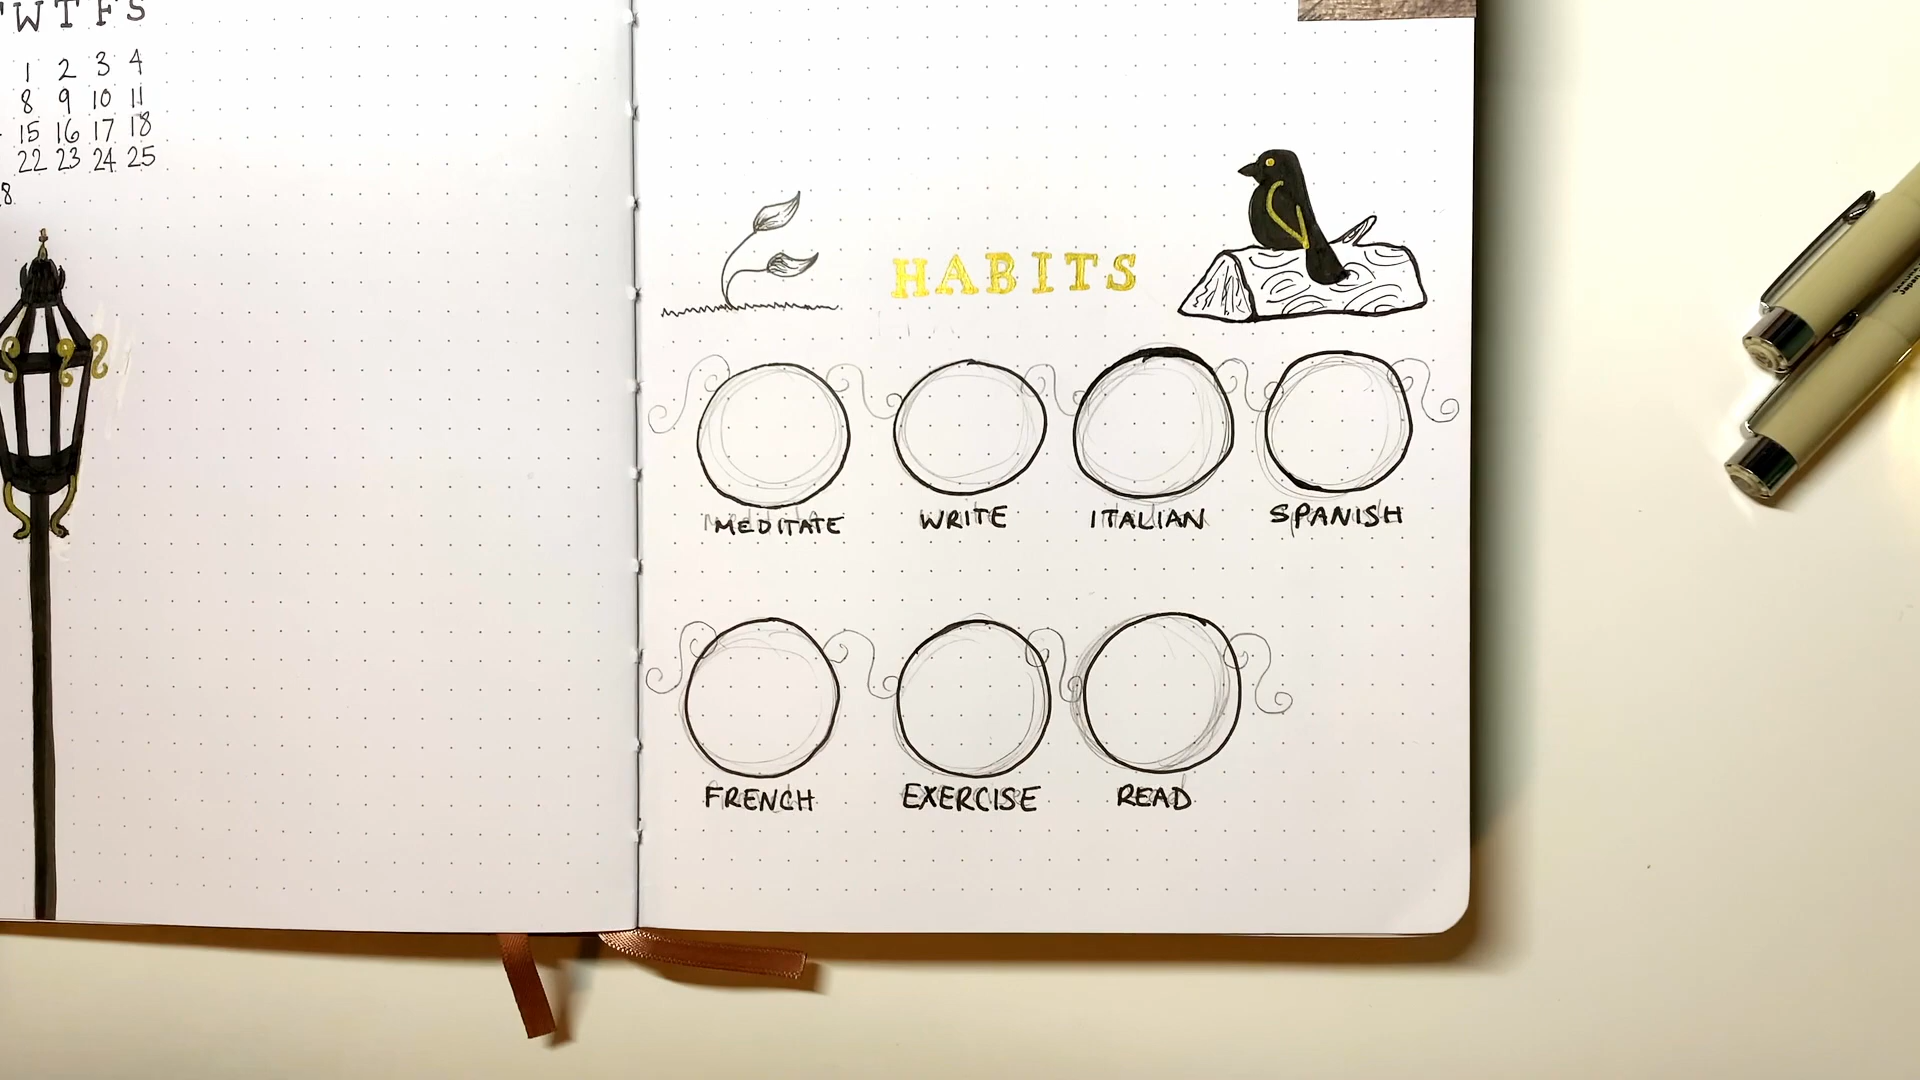 W T F S
1 2 3 4
8 9 10 11
15 16 17 18
22 23 24 25
HABITS
MEDITATE WRITE ITALIAN SPANISH
FRENCH EXERCISE READ